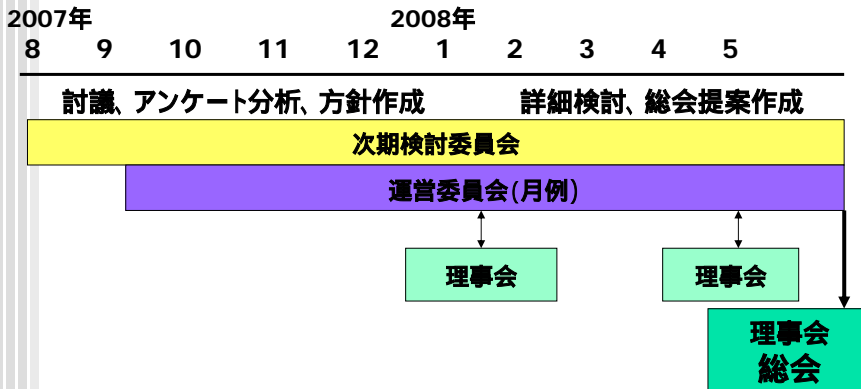 2007年 2008年
8 9 10 11 12 1 2 3 4 5
討議、アンケート分析、方針作成 詳細検討、総会提案作成
次期検討委員会
運営委員会(月例)
理事会 理事会
理事会
総会